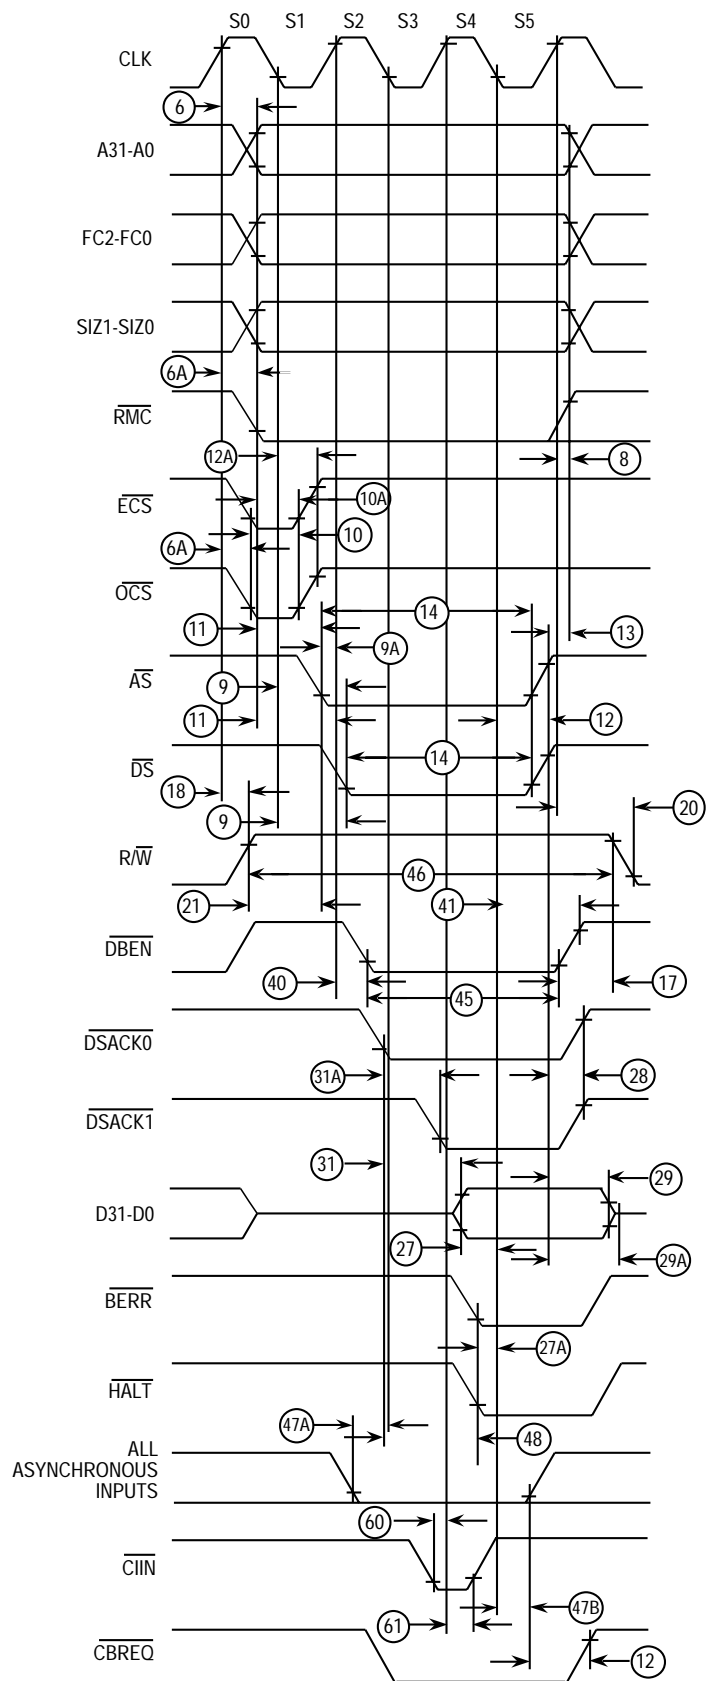 S0 S1 S2 S3 S4 S5
CLK
6
A31-A0
FC2-FC0
SIZ1-SIZ0
6A
RMC
12A
8
ECS
10A
10
6A
OCS
14
11
13
9A
AS
9
11
12
DS
14
18
20
9
R/W
46
21
41
DBEN
40
45
17
DSACK0
31A
28
DSACK1
31
29
D31-D0
27
29A
BERR
27A
HALT
47A
48
ALL
ASYNCHRONOUS
INPUTS
60
CIIN
47B
61
CBREQ
12